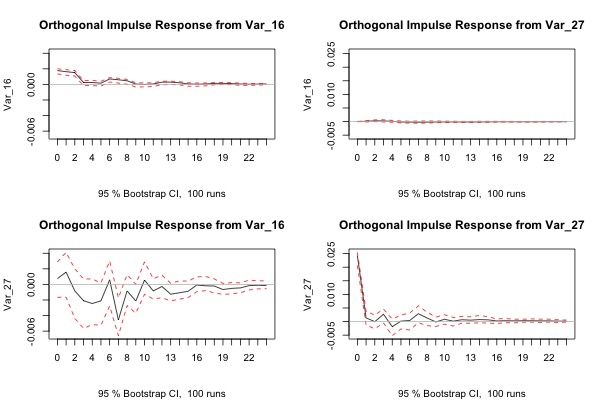 Orthogonal Impulse Response from Var_16
Var_16
0.000
-0.006
0 2 4 6 8 10 13 16 19 22
95 % Bootstrap CI, 100 runs
Orthogonal Impulse Response from Var_27
Var_16
0.025
0.010
-0.005
0 2 4 6 8 10 13 16 19 22
95 % Bootstrap CI, 100 runs
Orthogonal Impulse Response from Var_16
Var_27
0.000
-0.006
0 2 4 6 8 10 13 16 19 22
95 % Bootstrap CI, 100 runs
Orthogonal Impulse Response from Var_27
Var_27
0.025
0.010
-0.005
0 2 4 6 8 10 13 16 19 22
95 % Bootstrap CI, 100 runs